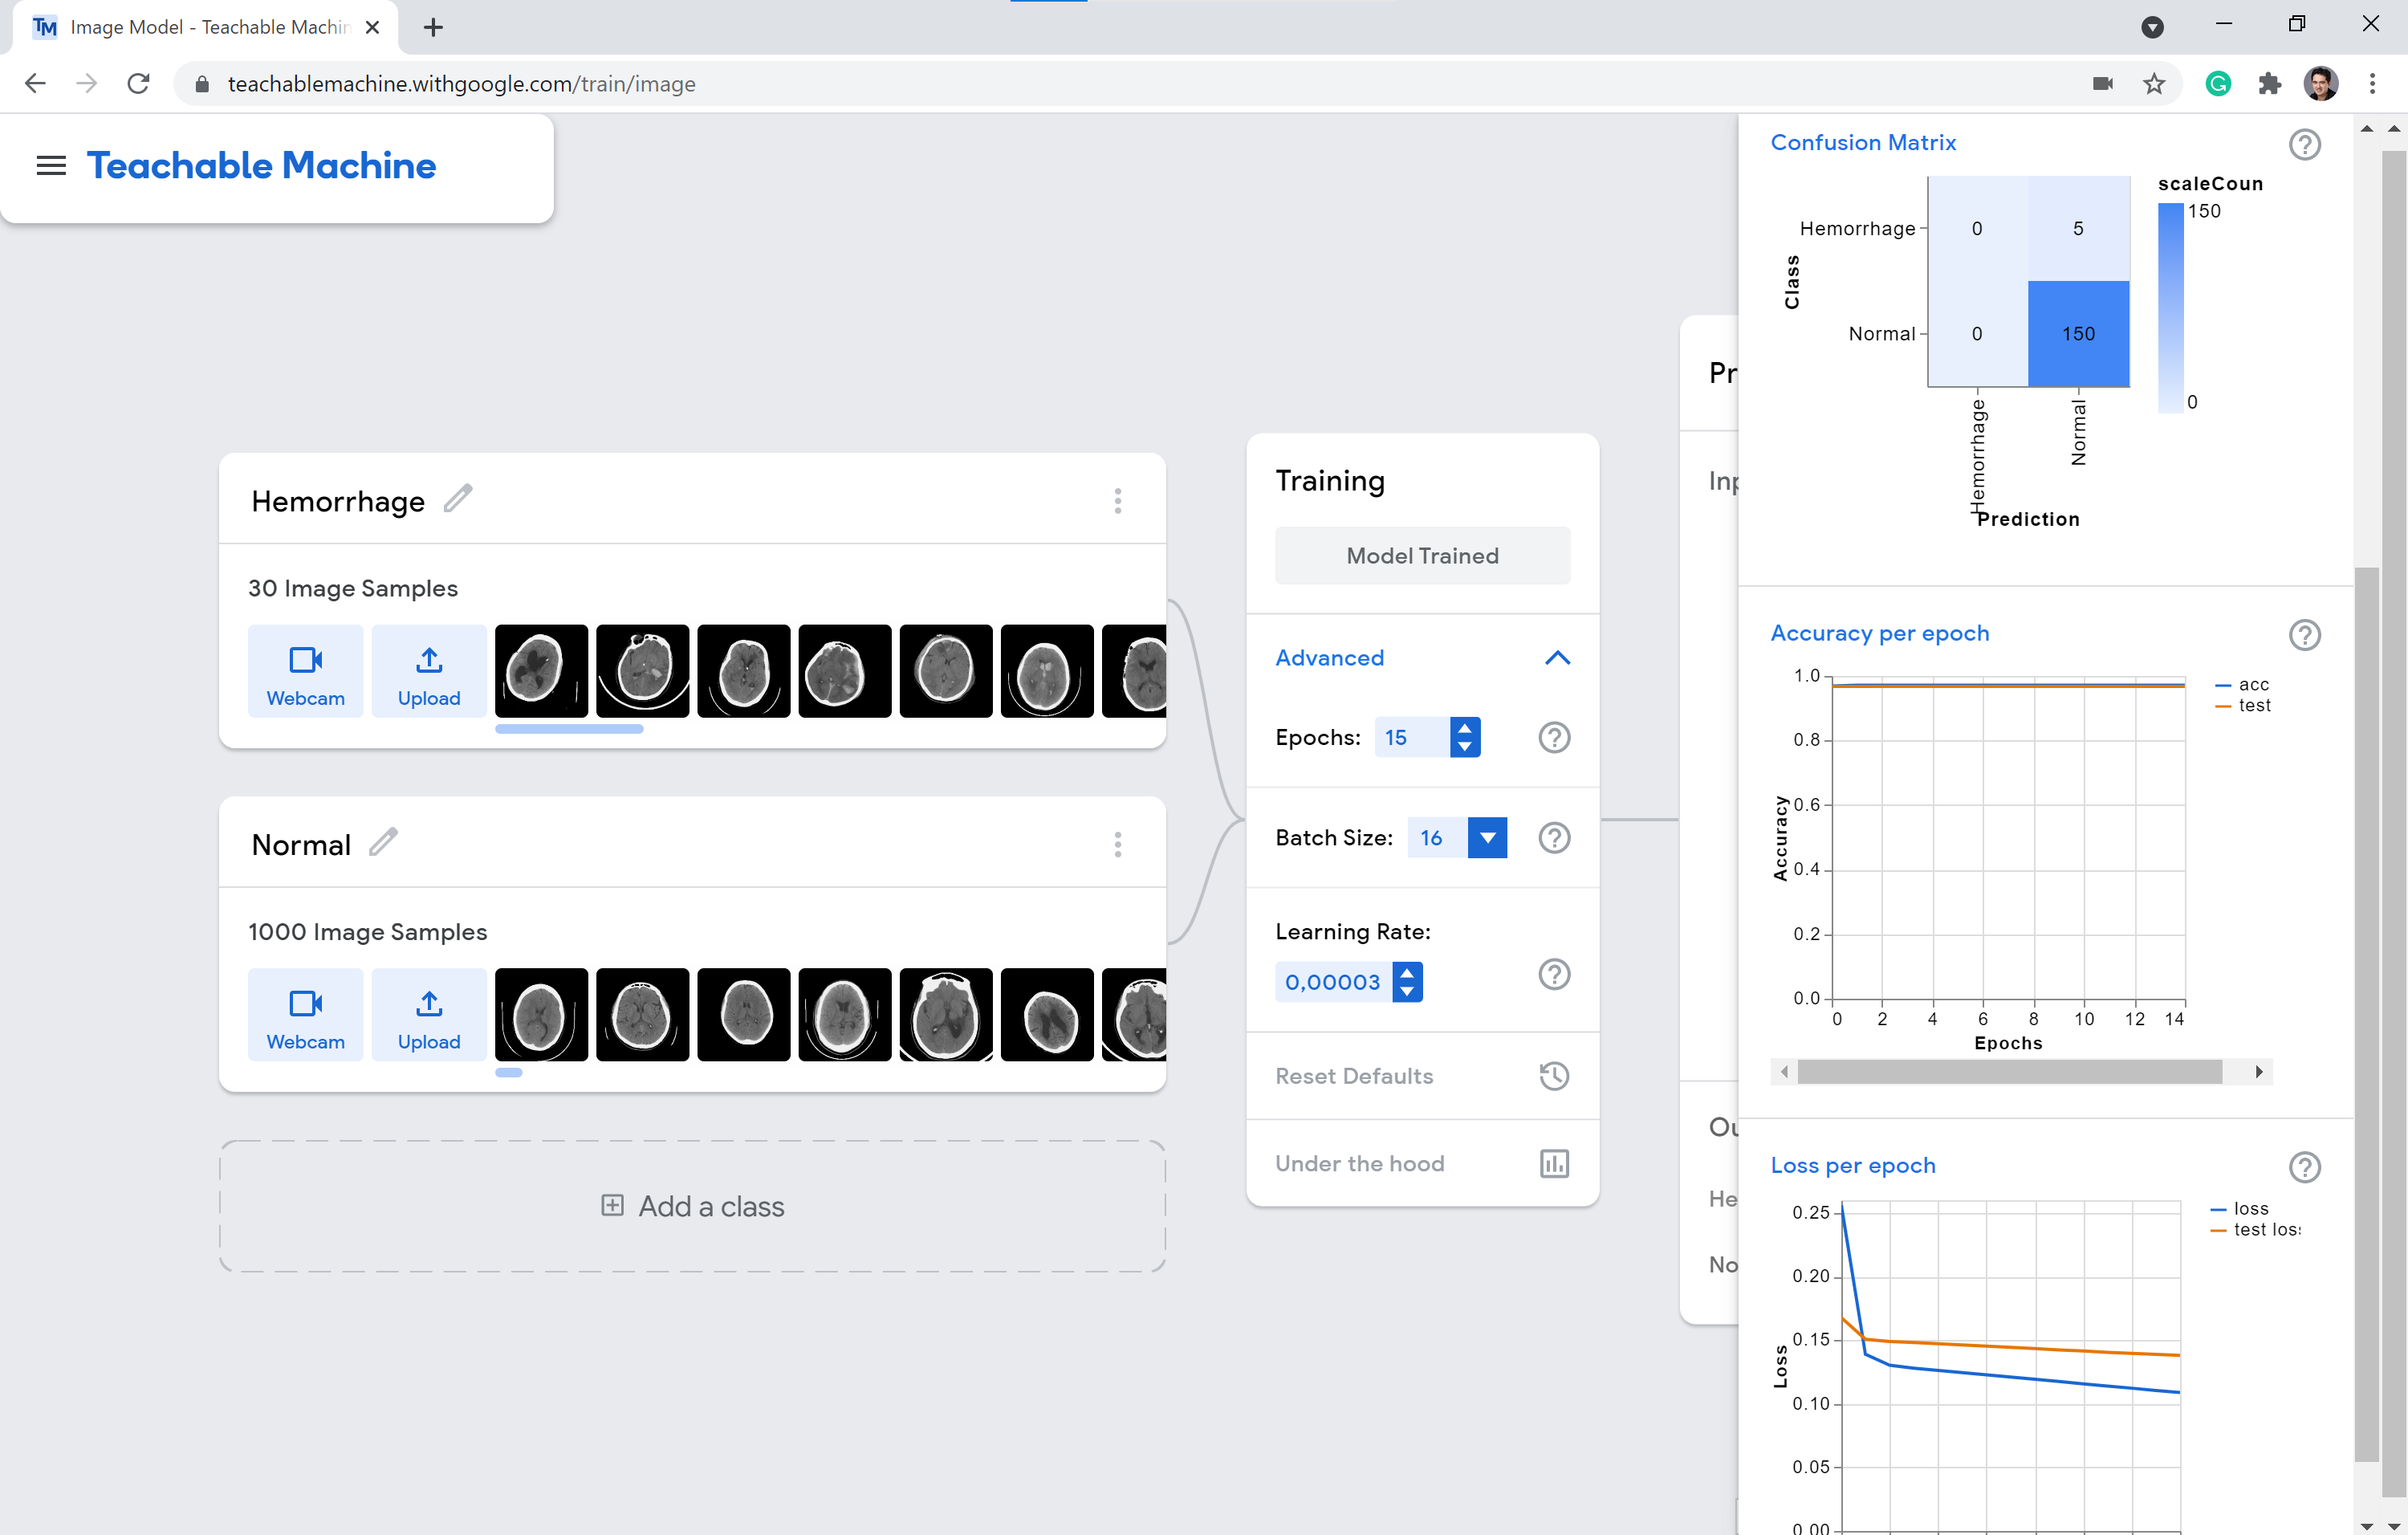 TM Image Model - Teachable Machin
teachablemachine.withgoogle.com/train/image
Teachable Machine
Hemorrhage
30 Image Samples
Webcam
Upload
Normal
1000 Image Samples
Webcam
Upload
Add a class
Training
Model Trained
Advanced
Epochs: 15
Batch Size: 16
Learning Rate:
0,00003
Reset Defaults
Under the hood
Pr
Inp
Ou
He
No
Confusion Matrix
scaleCoun
150
0
Class
Hemorrhage 0 5
Normal 0 150
Hemorrhage Normal
Prediction
Accuracy per epoch
Accuracy
1.0
0.8
0.6
0.4
0.2
0.0
0 2 4 6 8 10 12 14
Epochs
acc
test
Loss per epoch
Loss
0.25
0.20
0.15
0.10
0.05
0.00
loss
test los